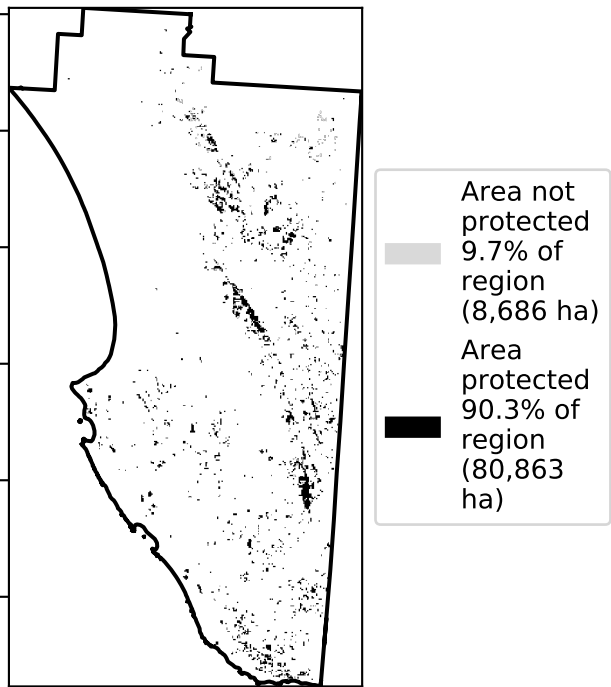 Area not
protected
9.7% of
region
(8,686 ha)
Area
protected
90.3% of
region
(80,863
ha)